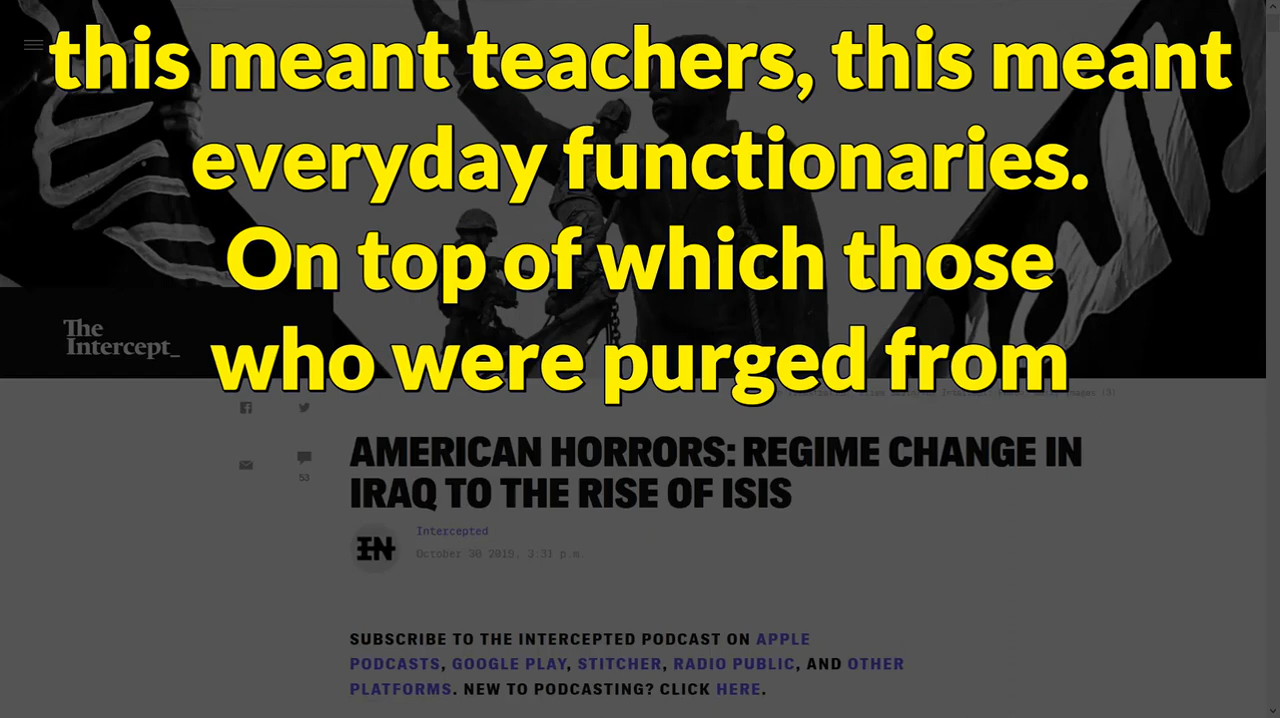 this meant teachers, this meant
everyday functionaries.
On top of which those
who were purged from
The
Intercept_
53
AMERICAN HORRORS: REGIME CHANGE IN
IRAQ TO THE RISE OF ISIS
IN
Intercepted
October 30 2019, 3:31 p.m.
SUBSCRIBE TO THE INTERCEPTED PODCAST ON APPLE
PODCASTS, GOOGLE PLAY, STITCHER, RADIO PUBLIC, AND OTHER
PLATFORMS. NEW TO PODCASTING? CLICK HERE.